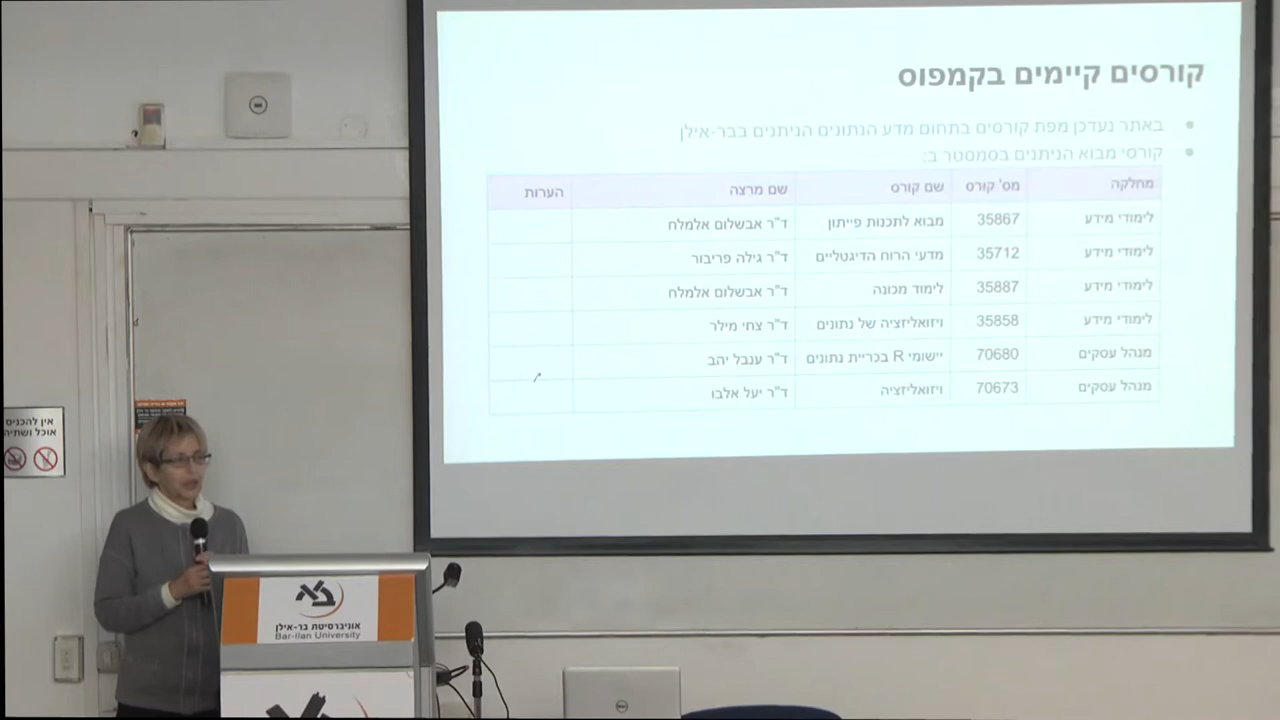 קורסים קיימים בקמפוס
באתר נעדכן מפת קורסים בתחום מדע הנתונים הניתנים בבר-אילן
קורסי מבוא הניתנים בסמסטר ב:
מחלקה מס' קורס שם קורס שם מרצה הערות
לימודי מידע 35867 מבוא לתכנות פייתון ד"ר אבשלום אלמלח
לימודי מידע 35712 מדעי הרוח הדיגטליים ד"ר גילה פריבור
לימודי מידע 35887 לימוד מכונה ד"ר אבשלום אלמלח
לימודי מידע 35858 ויזואליזציה של נתונים ד"ר צחי מילר
מנהל עסקים 70680 יישומי R בכריית נתונים ד"ר ענבל יהב
מנהל עסקים 70673 ויזואליזציה ד"ר יעל אלבו
אין להכניס
אוכל ושתיה
אוניברסיטת בר-אילן
Bar-Ilan University
DELL